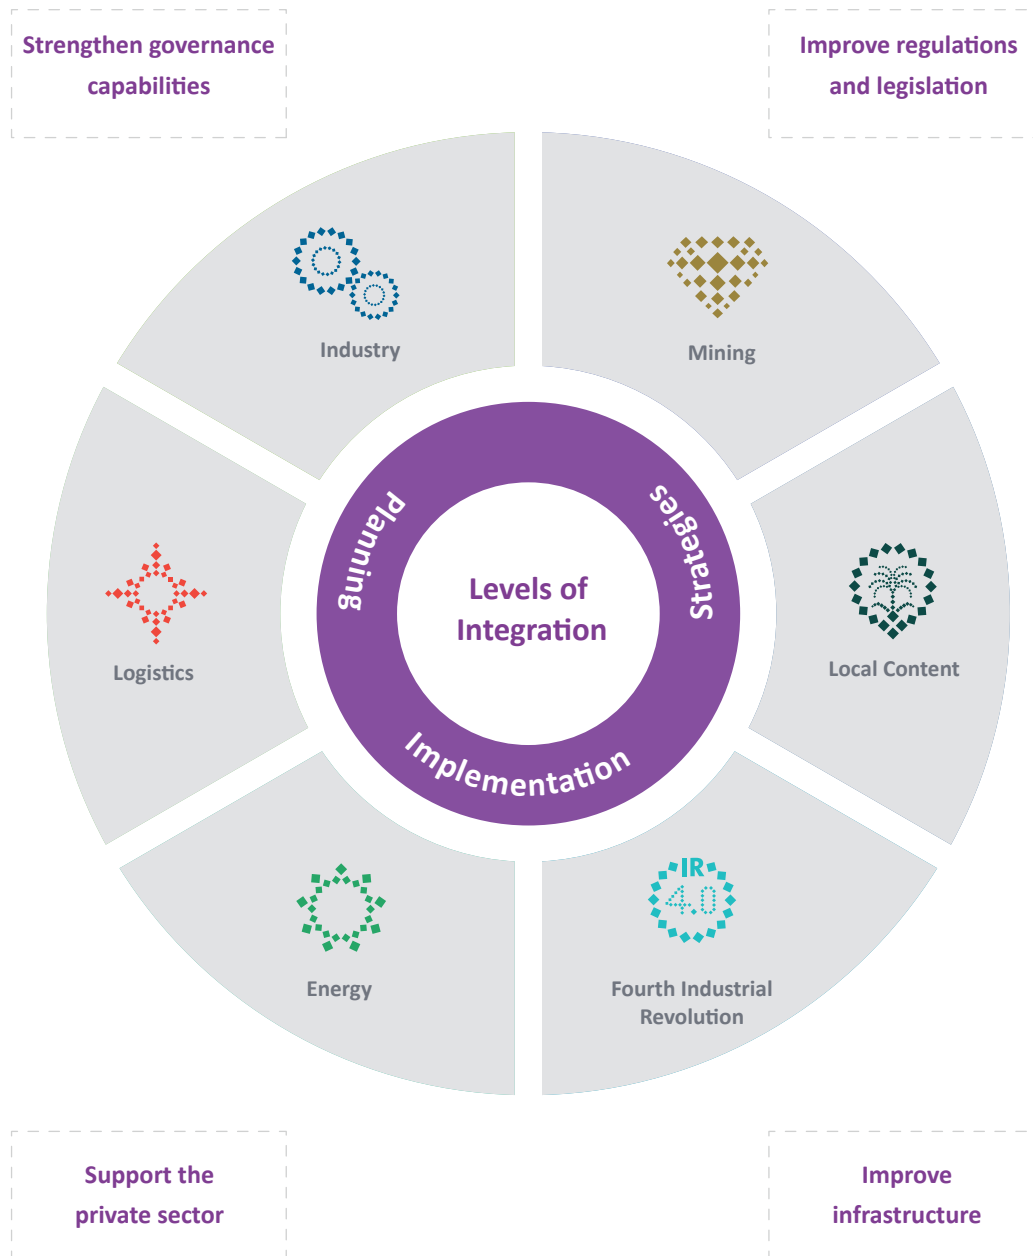 Strengthen governance
capabilities
Improve regulations
and legislation
Industry
Mining
Planning
Strategies
Levels of
Integration
Implementation
Logistics
Local Content
Energy
IR
4.0
Fourth Industrial
Revolution
Support the
private sector
Improve
infrastructure